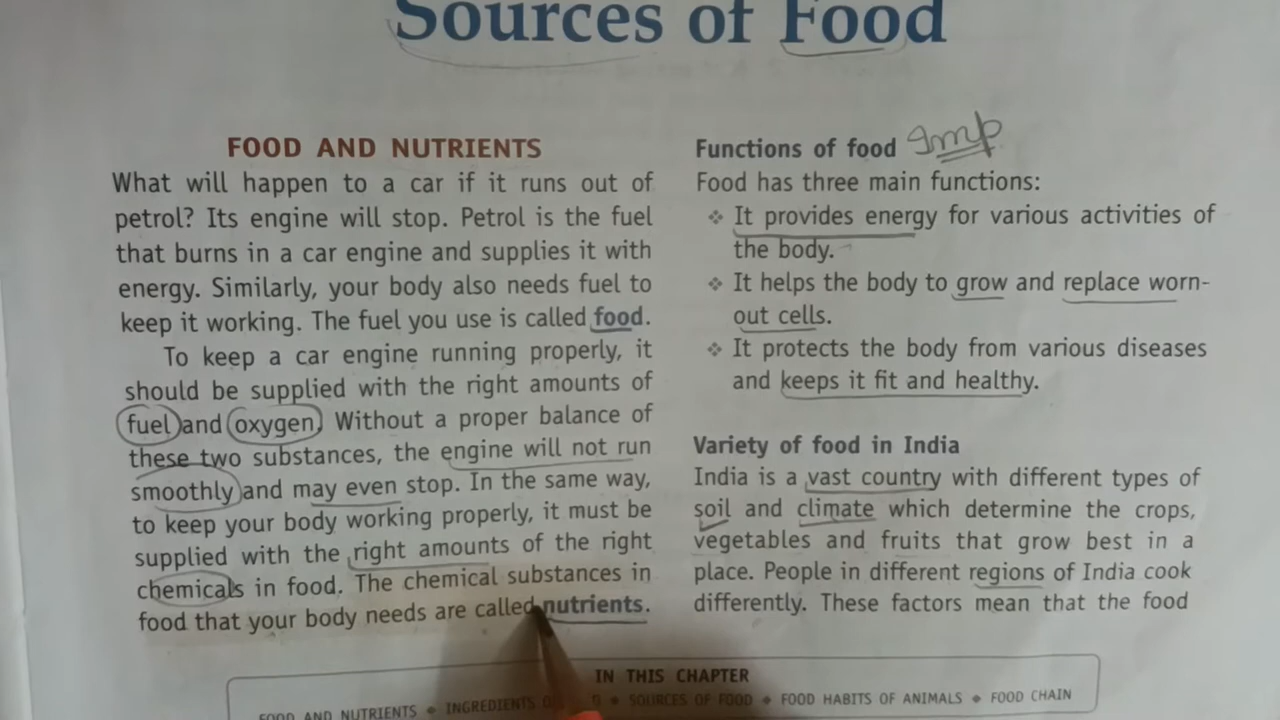 Sources of Food
FOOD AND NUTRIENTS
What will happen to a car if it runs out of
petrol? Its engine will stop. Petrol is the fuel
that burns in a car engine and supplies it with
energy. Similarly, your body also needs fuel to
keep it working. The fuel you use is called food.
To keep a car engine running properly, it
should be supplied with the right amounts of
fuel and oxygen. Without a proper balance of
these two substances, the engine will not run
smoothly and may even stop. In the same way,
to keep your body working properly, it must be
supplied with the right amounts of the right
chemicals in food. The chemical substances in
food that your body needs are called nutrients.
Functions of food Imp
Food has three main functions:
❖ It provides energy for various activities of
the body.
❖ It helps the body to grow and replace worn-
out cells.
❖ It protects the body from various diseases
and keeps it fit and healthy.
Variety of food in India
India is a vast country with different types of
soil and climate which determine the crops,
vegetables and fruits that grow best in a
place. People in different regions of India cook
differently. These factors mean that the food
IN THIS CHAPTER
FOOD AND NUTRIENTS ◆ INGREDIENTS ◆ SOURCES OF FOOD ◆ FOOD HABITS OF ANIMALS ◆ FOOD CHAIN